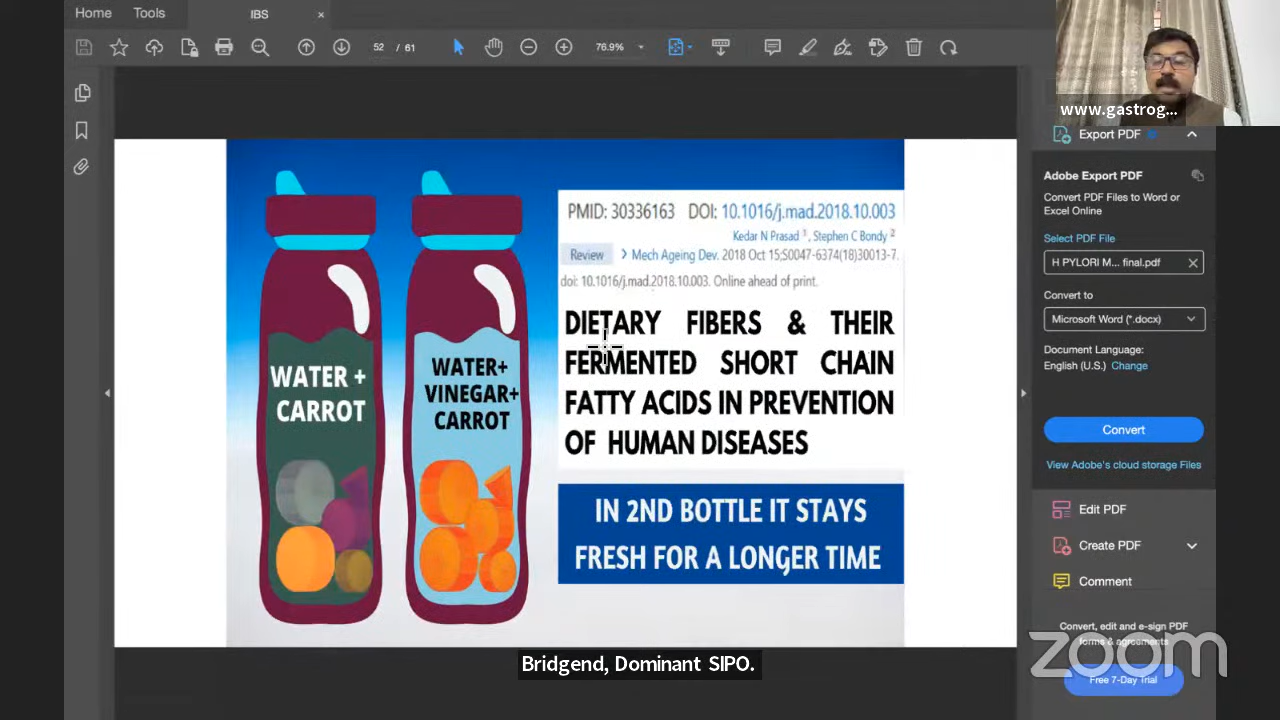 Home Tools IBS ×
52 / 61 76.9%
www.gastrog...
Export PDF
Adobe Export PDF
Convert PDF Files to Word or
Excel Online
Select PDF File
H PYLORI M... final.pdf
Convert to
Microsoft Word (*.docx)
Document Language:
English (U.S.) Change
Convert
View Adobe's cloud storage Files
Edit PDF
Create PDF
Comment
Convert, edit and e-sign PDF
forms & agreements
Free 7-Day Trial
zoom
WATER +
CARROT
WATER+
VINEGAR+
CARROT
PMID: 30336163 DOI: 10.1016/j.mad.2018.10.003
Kedar N Prasad 1, Stephen C Bondy 2
Review > Mech Ageing Dev. 2018 Oct 15;S0047-6374(18)30013-7.
doi: 10.1016/j.mad.2018.10.003. Online ahead of print.
DIETARY FIBERS & THEIR
FERMENTED SHORT CHAIN
FATTY ACIDS IN PREVENTION
OF HUMAN DISEASES
IN 2ND BOTTLE IT STAYS
FRESH FOR A LONGER TIME
Bridgend, Dominant SIPO.